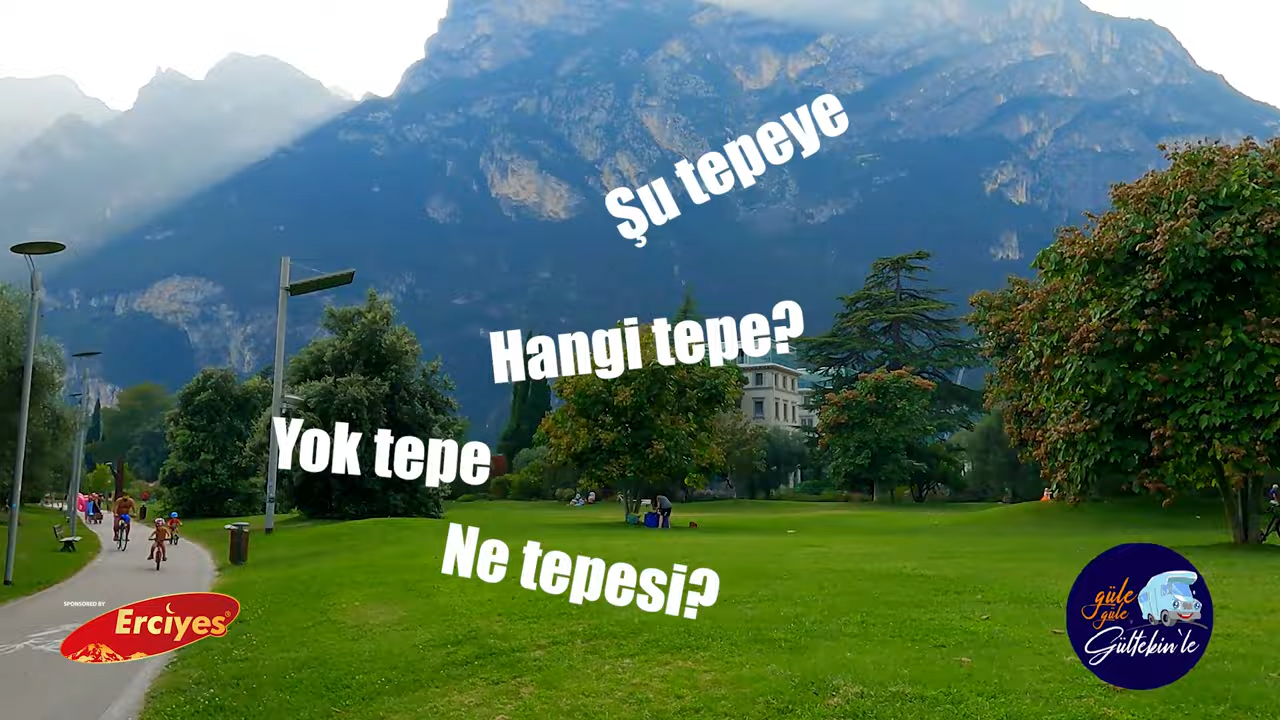 Şu tepeye
Hangi tepe?
Yok tepe
Ne tepesi?
SPONSORED BY
Erciyes®
güle
güle
Gültekin'le